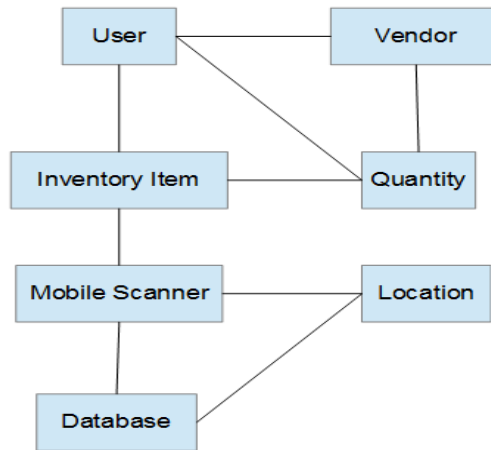 User
Vendor
Inventory Item
Quantity
Mobile Scanner
Location
Database